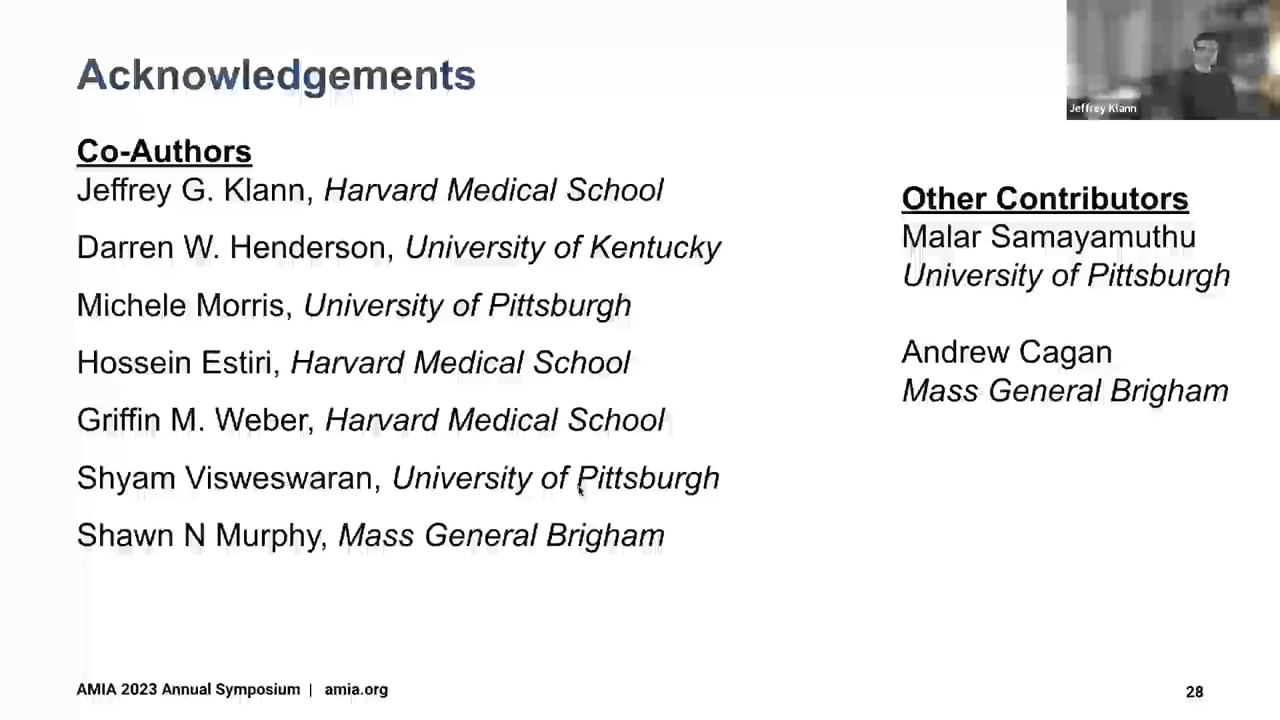 Acknowledgements
Jeffrey Klann
Co-Authors
Jeffrey G. Klann, Harvard Medical School
Darren W. Henderson, University of Kentucky
Michele Morris, University of Pittsburgh
Hossein Estiri, Harvard Medical School
Griffin M. Weber, Harvard Medical School
Shyam Visweswaran, University of Pittsburgh
Shawn N Murphy, Mass General Brigham
Other Contributors
Malar Samayamuthu
University of Pittsburgh
Andrew Cagan
Mass General Brigham
AMIA 2023 Annual Symposium | amia.org
28